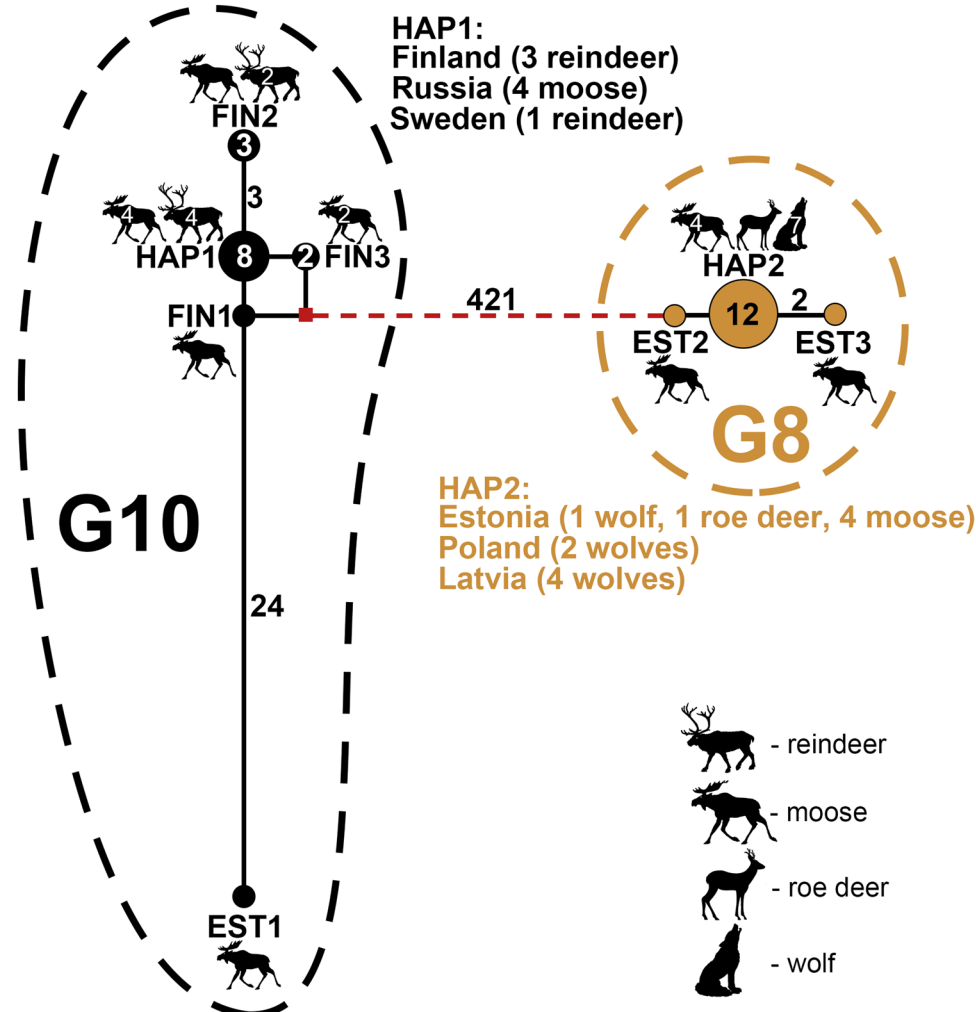 HAP1:
Finland (3 reindeer)
Russia (4 moose)
Sweden (1 reindeer)
2
FIN2
3
3
4 4
2
HAP1
8
2
FIN3
FIN1
421
4 7
HAP2
12
2
EST2
EST3
G8
G10
HAP2:
Estonia (1 wolf, 1 roe deer, 4 moose)
Poland (2 wolves)
Latvia (4 wolves)
24
EST1
- reindeer
- moose
- roe deer
- wolf